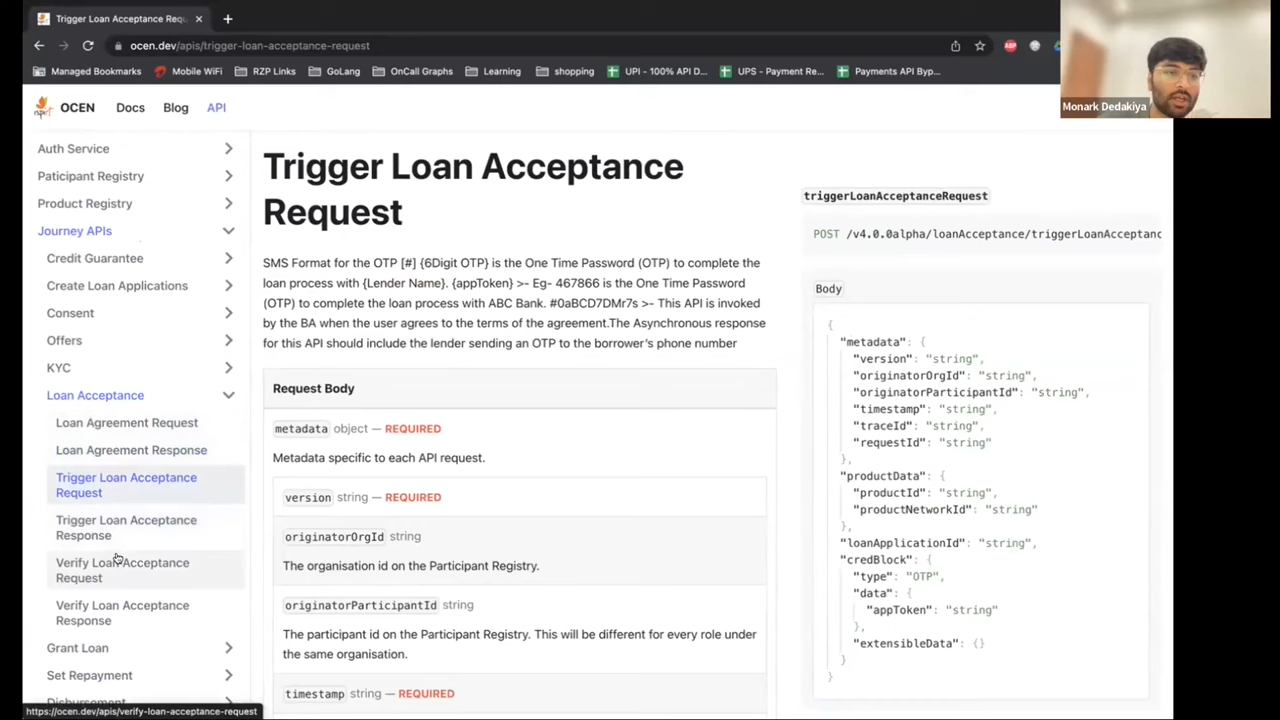 Trigger Loan Acceptance Requ
ocen.dev/apis/trigger-loan-acceptance-request
Managed Bookmarks
Mobile WiFi
RZP Links
GoLang
OnCall Graphs
Learning
shopping
UPI - 100% API D...
UPS - Payment Re...
Payments API Byp...
Monark Dedakiya
OCEN
Docs
Blog
API
Auth Service
Paticipant Registry
Product Registry
Journey APIs
Credit Guarantee
Create Loan Applications
Consent
Offers
KYC
Loan Acceptance
Loan Agreement Request
Loan Agreement Response
Trigger Loan Acceptance
Request
Trigger Loan Acceptance
Response
Verify Loan Acceptance
Request
Verify Loan Acceptance
Response
Grant Loan
Set Repayment
Disbursement
https://ocen.dev/apis/verify-loan-acceptance-request
Trigger Loan Acceptance
Request
SMS Format for the OTP [#] {6Digit OTP} is the One Time Password (OTP) to complete the
loan process with {Lender Name}. {appToken} >- Eg- 467866 is the One Time Password
(OTP) to complete the loan process with ABC Bank. #0aBCD7DMr7s >- This API is invoked
by the BA when the user agrees to the terms of the agreement.The Asynchronous response
for this API should include the lender sending an OTP to the borrower's phone number
Request Body
metadata object — REQUIRED
Metadata specific to each API request.
version string — REQUIRED
originatorOrgId string
The organisation id on the Participant Registry.
originatorParticipantId string
The participant id on the Participant Registry. This will be different for every role under
the same organisation.
timestamp string — REQUIRED
triggerLoanAcceptanceRequest
POST /v4.0.0alpha/loanAcceptance/triggerLoanAcceptanc
Body
{
"metadata": {
"version": "string",
"originatorOrgId": "string",
"originatorParticipantId": "string",
"timestamp": "string",
"traceId": "string",
"requestId": "string"
},
"productData": {
"productId": "string",
"productNetworkId": "string"
},
"loanApplicationId": "string",
"credBlock": {
"type": "OTP",
"data": {
"appToken": "string"
},
"extensibleData": {}
}
}